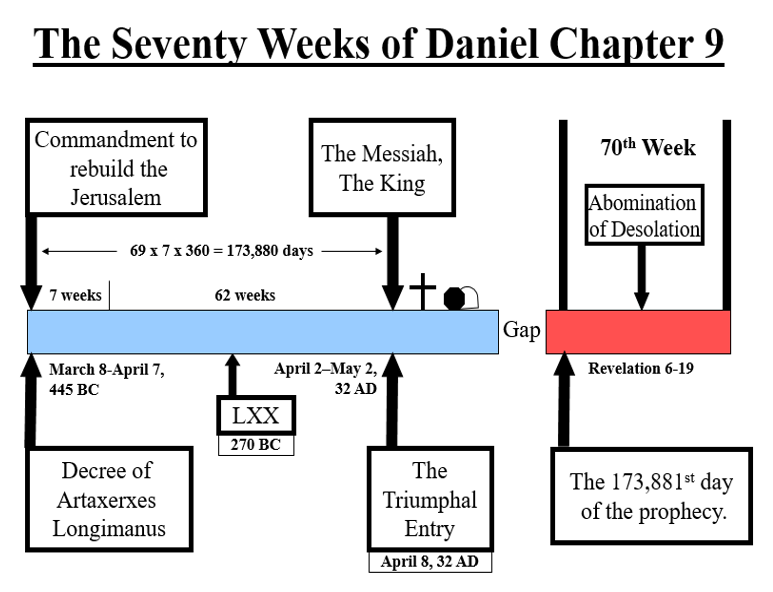 The Seventy Weeks of Daniel Chapter 9
Commandment to
rebuild the
Jerusalem
The Messiah,
The King
70th Week
Abomination
of Desolation
69 x 7 x 360 = 173,880 days
7 weeks
62 weeks
Gap
March 8-April 7,
445 BC
April 2–May 2,
32 AD
Revelation 6-19
LXX
270 BC
Decree of
Artaxerxes
Longimanus
The
Triumphal
Entry
April 8, 32 AD
The 173,881st day
of the prophecy.